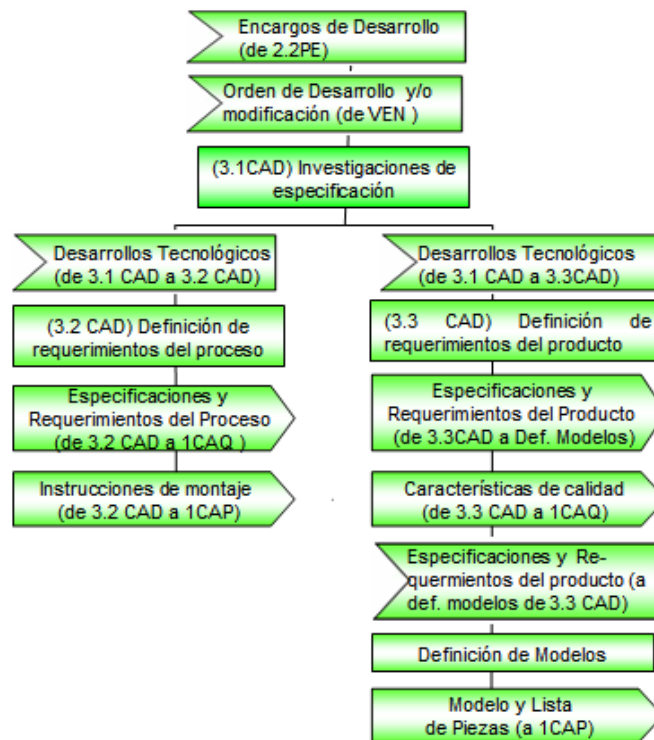 Encargos de Desarrollo
(de 2.2PE)
Orden de Desarrollo y/o
modificación (de VEN )
(3.1CAD) Investigaciones de
especificación
Desarrollos Tecnológicos
(de 3.1 CAD a 3.2 CAD)
(3.2 CAD) Definición de
requerimientos del proceso
Especificaciones y
Requerimientos del Proceso
(de 3.2 CAD a 1CAQ )
Instrucciones de montaje
(de 3.2 CAD a 1CAP)
Desarrollos Tecnológicos
(de 3.1 CAD a 3.3CAD)
(3.3 CAD) Definición de
requerimientos del producto
Especificaciones y
Requerimientos del Producto
(de 3.3CAD a Def. Modelos)
Características de calidad
(de 3.3 CAD a 1CAQ)
Especificaciones y Re-
quermientos del producto (a
def. modelos de 3.3 CAD)
Definición de Modelos
Modelo y Lista
de Piezas (a 1CAP)